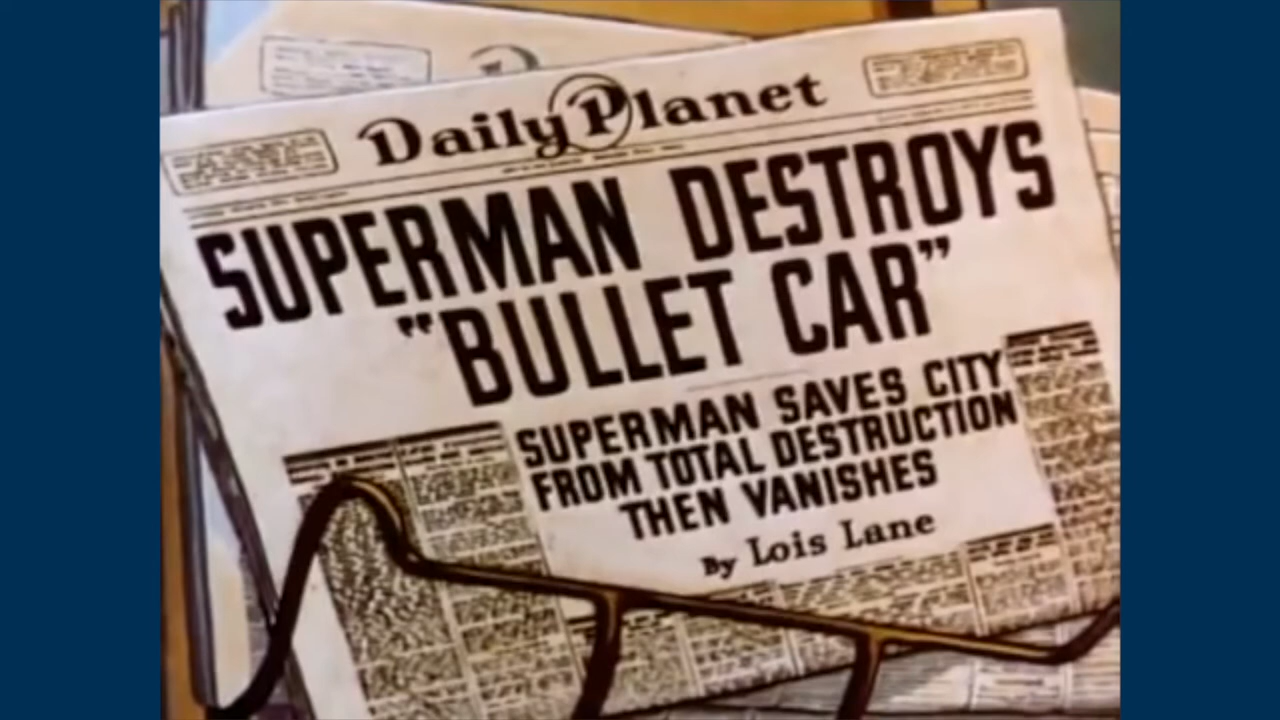 Daily Planet
SUPERMAN DESTROYS
"BULLET CAR"
SUPERMAN SAVES CITY
FROM TOTAL DESTRUCTION
THEN VANISHES
By Lois Lane